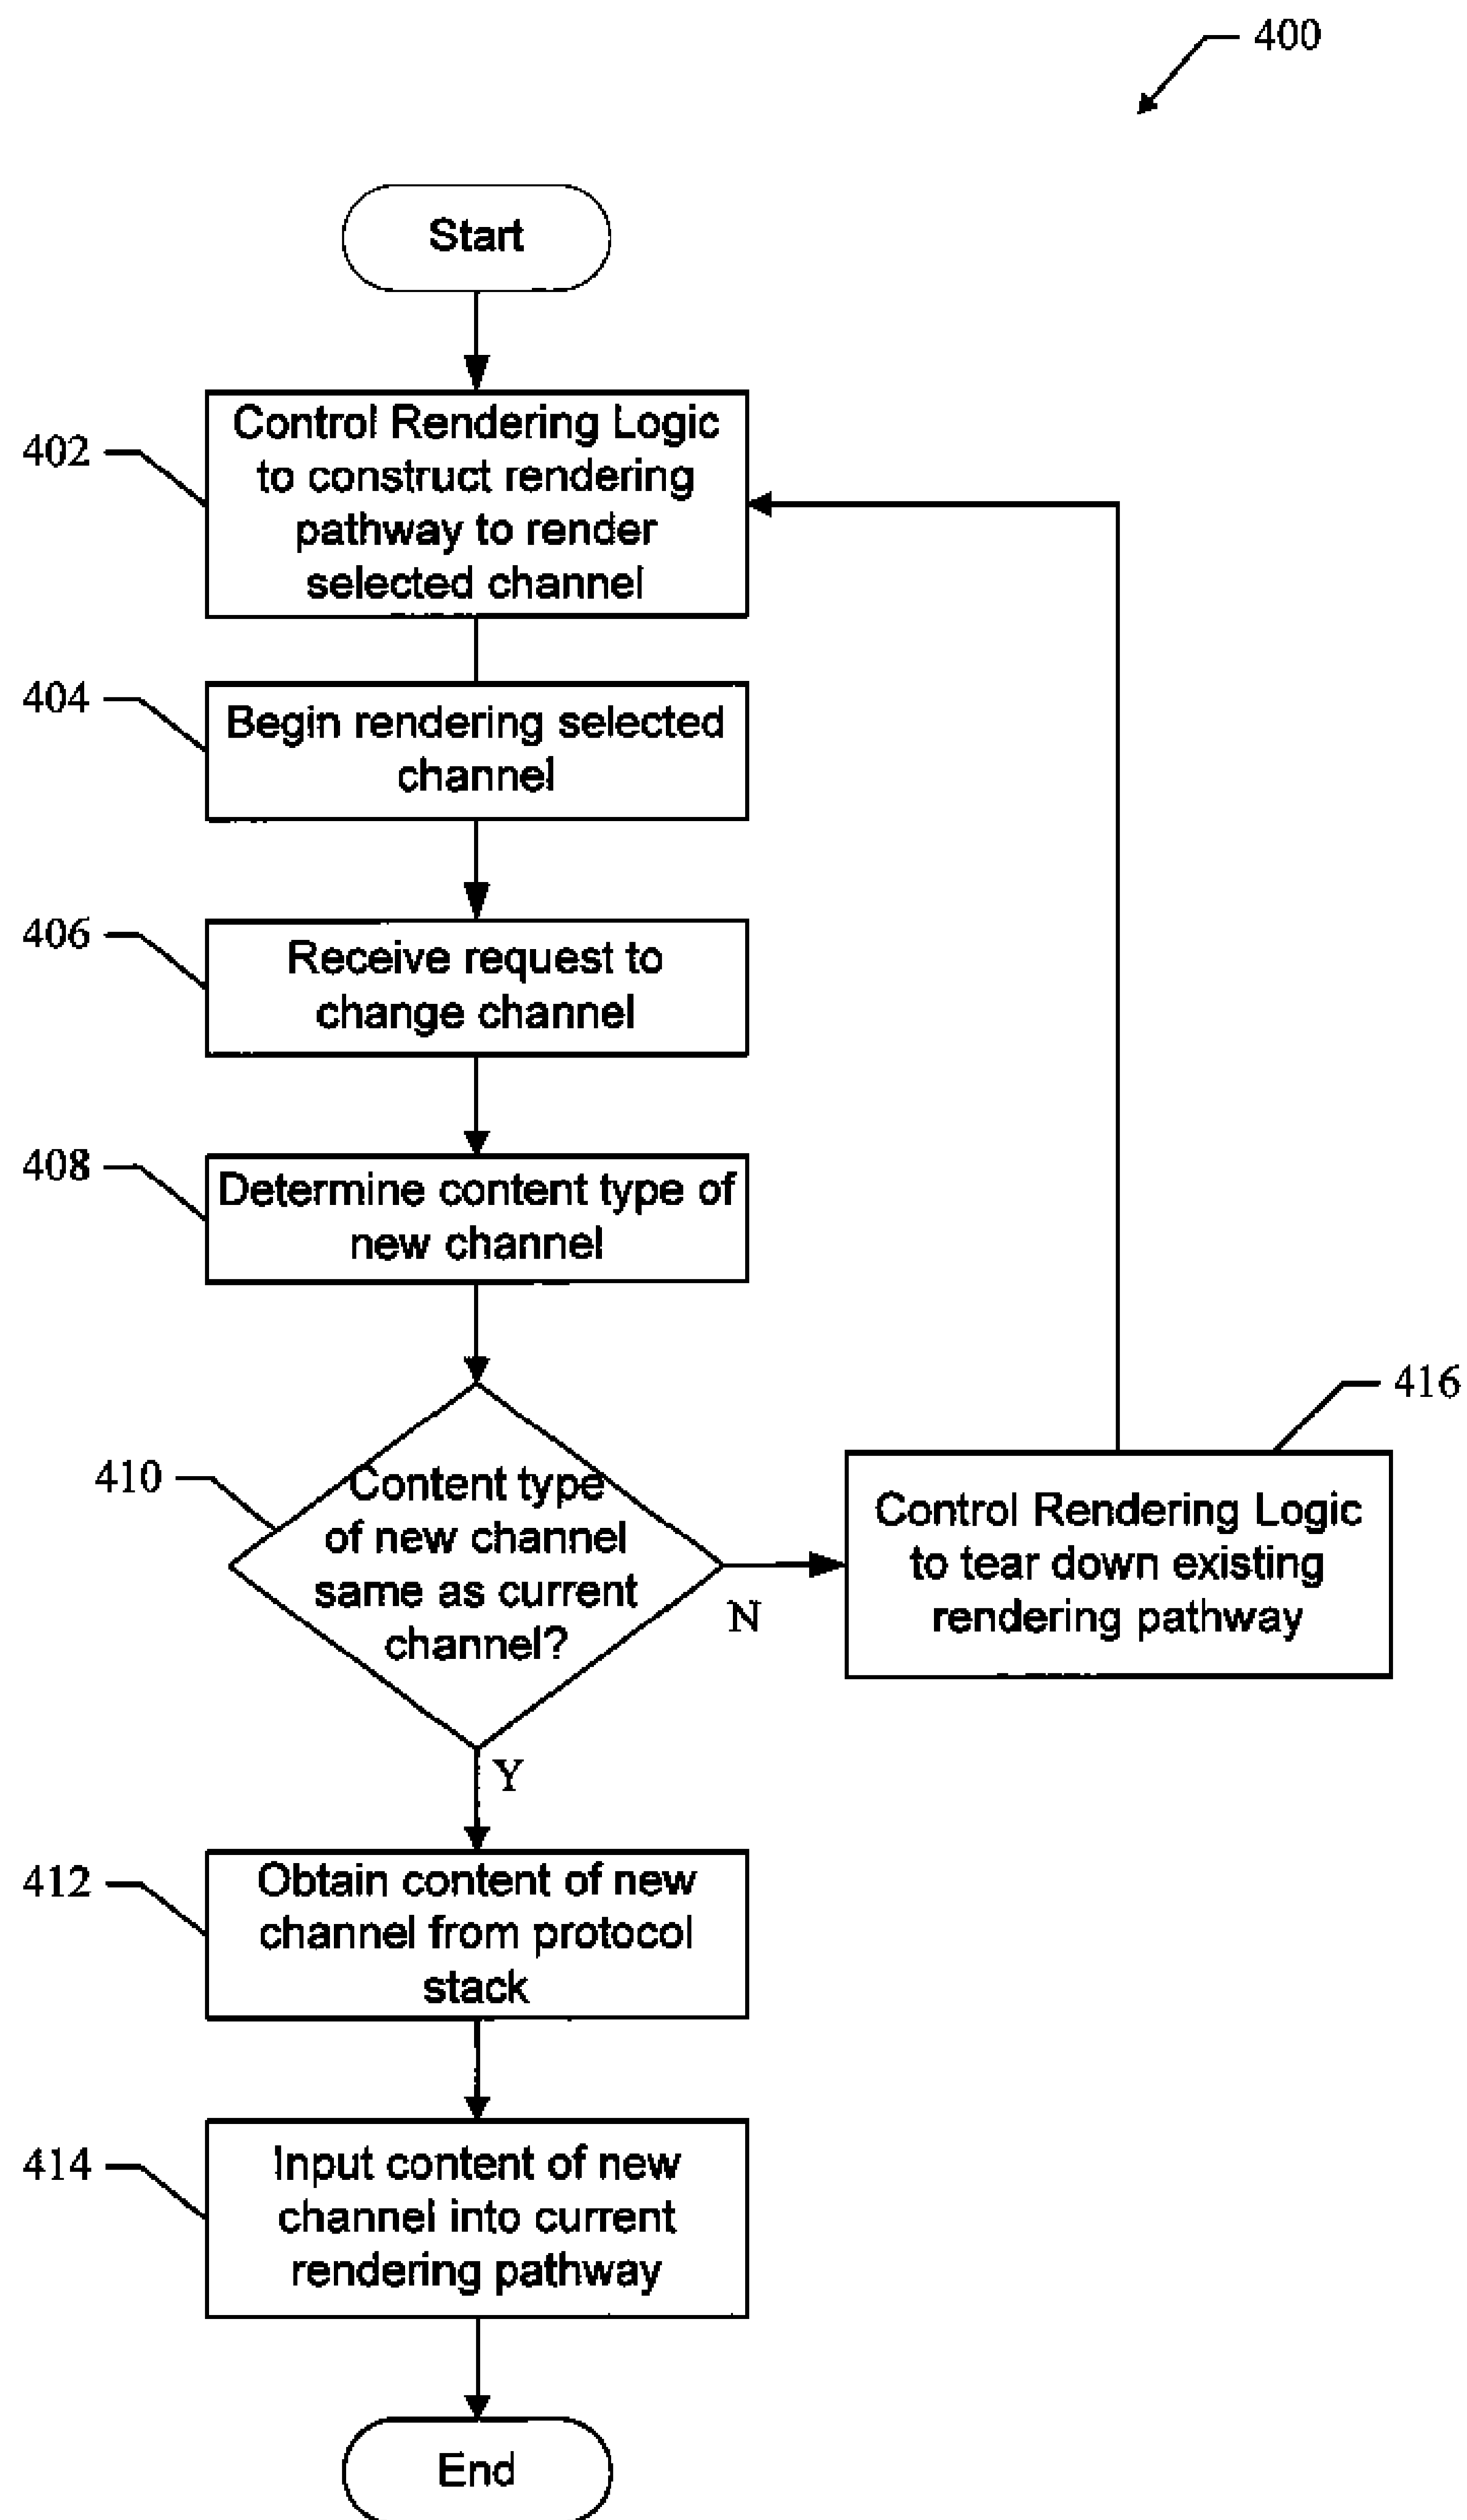 400
Start
402
Control Rendering Logic
to construct rendering
pathway to render
selected channel
404
Begin rendering selected
channel
406
Receive request to
change channel
408
Determine content type of
new channel
410
Content type
of new channel
same as current
channel?
N
416
Control Rendering Logic
to tear down existing
rendering pathway
Y
412
Obtain content of new
channel from protocol
stack
414
Input content of new
channel into current
rendering pathway
End